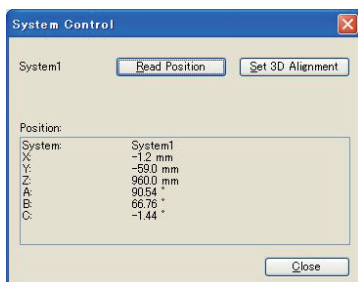 System Control
System1 Read Position Set 3D Alignment
Position:
System: System1
X: -1.2 mm
Y: -59.0 mm
Z: 960.0 mm
A: 90.54 °
B: 66.76 °
C: -1.44 °
Close